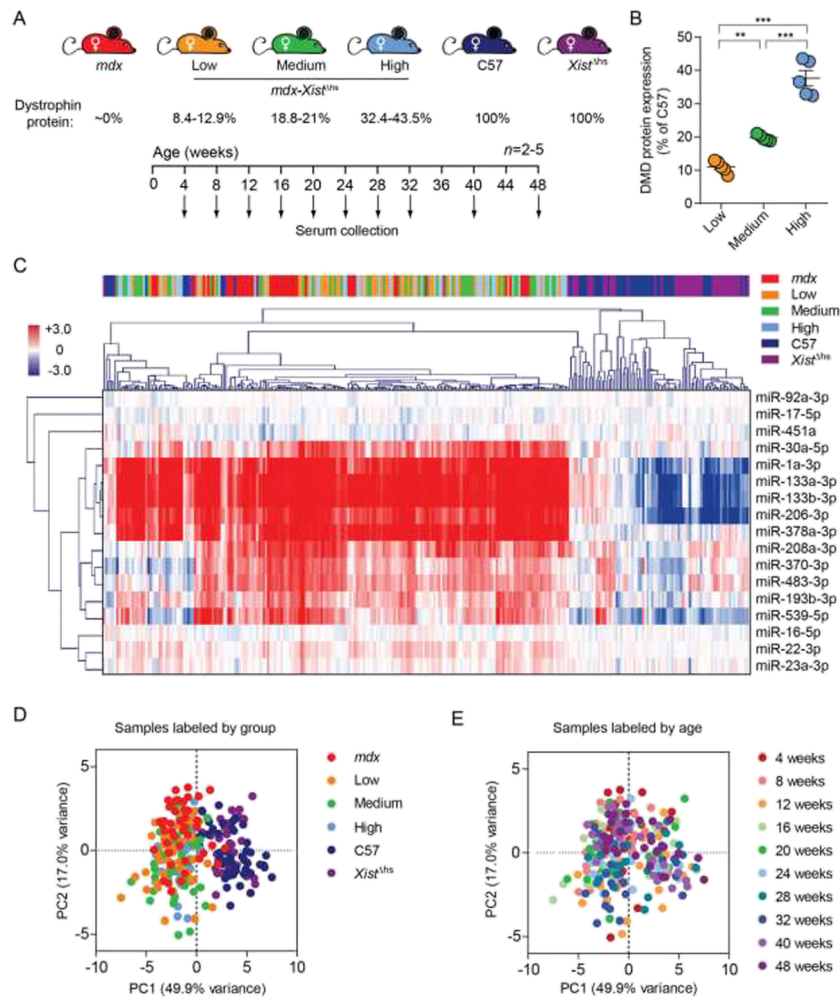 A
♀ ♀ ♀ ♀ ♀ ♀
mdx Low Medium High C57 Xist^Δhs
mdx-Xist^Δhs
Dystrophin protein: ~0% 8.4-12.9% 18.8-21% 32.4-43.5% 100% 100%
Age (weeks) n=2-5
0 4 8 12 16 20 24 28 32 36 40 44 48
Serum collection
B
***
** ***
DMD protein expression
(% of C57)
50
40
30
20
10
0
Low Medium High
C
+3.0
0
-3.0
mdx
Low
Medium
High
C57
Xist^Δhs
miR-92a-3p
miR-17-5p
miR-451a
miR-30a-5p
miR-1a-3p
miR-133a-3p
miR-133b-3p
miR-206-3p
miR-378a-3p
miR-208a-3p
miR-370-3p
miR-483-3p
miR-193b-3p
miR-539-5p
miR-16-5p
miR-22-3p
miR-23a-3p
D
Samples labeled by group
PC2 (17.0% variance)
5
0
-5
-10 -5 0 5 10
PC1 (49.9% variance)
mdx
Low
Medium
High
C57
Xist^Δhs
E
Samples labeled by age
PC2 (17.0% variance)
5
0
-5
-10 -5 0 5 10
PC1 (49.9% variance)
4 weeks
8 weeks
12 weeks
16 weeks
20 weeks
24 weeks
28 weeks
32 weeks
40 weeks
48 weeks